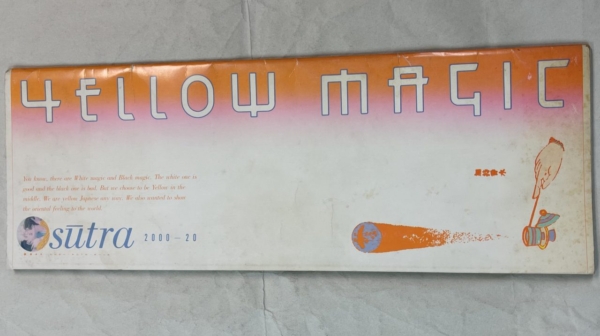 YELLOW MAGIC
You know, there are White magic and Black magic. The white one is
good and the black one is bad. But we choose to be Yellow in the
middle. We are yellow Japanese any way. We also wanted to show
the oriental feeling to the world.
sūtra 2000-20